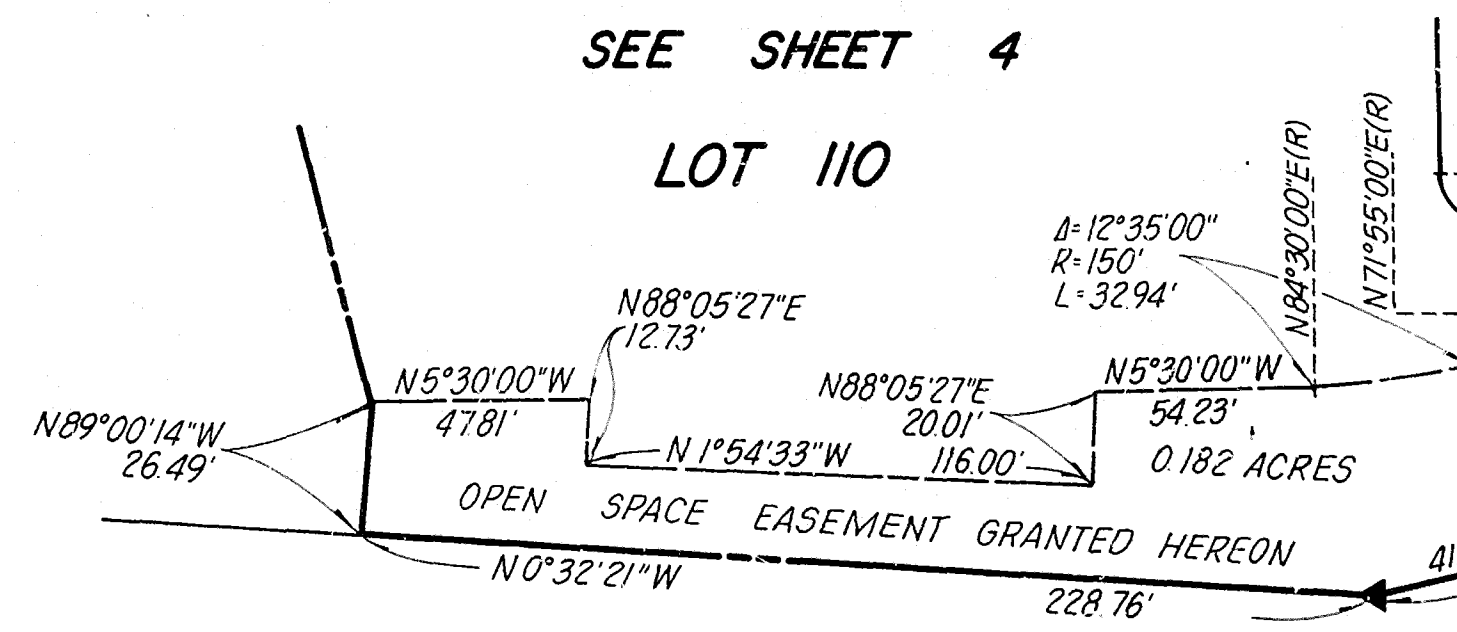 SEE SHEET 4
LOT 110
N84°30'00"E(R)
N71°55'00"E(R)
Δ=12°35'00"
R=150'
L=32.94'
N88°05'27"E
12.73'
N5°30'00"W
47.81'
N88°05'27"E
20.01'
N5°30'00"W
54.23'
0.182 ACRES
N89°00'14"W
26.49'
N 1°54'33"W 116.00'
OPEN SPACE EASEMENT GRANTED HEREON
N0°32'21"W
228.76'
41